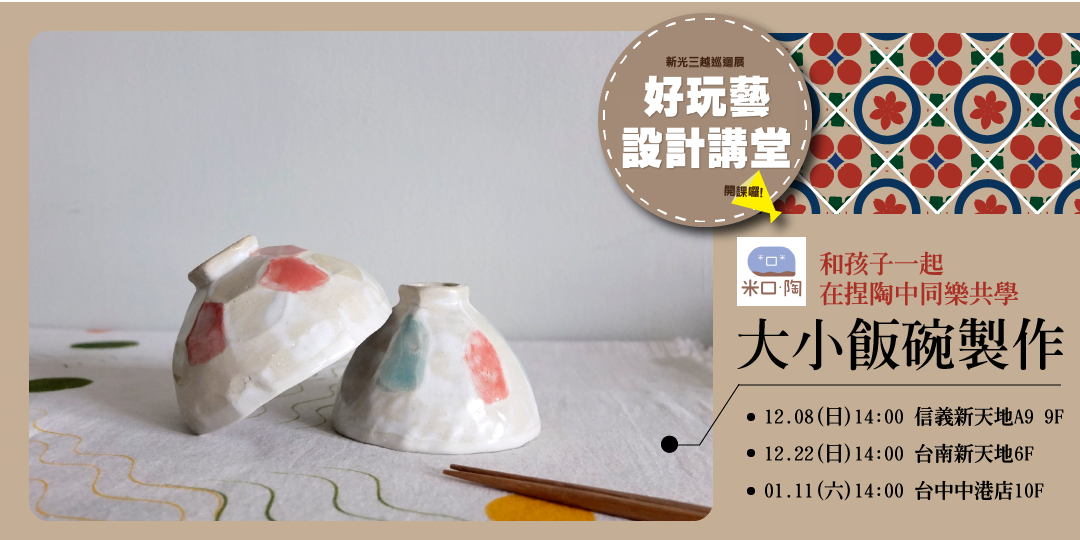 新光三越巡迴展
好玩藝
設計講堂
開課囉!
米口·陶
和孩子一起
在捏陶中同樂共學
大小飯碗製作
12.08(日)14:00 信義新天地A9 9F
12.22(日)14:00 台南新天地6F
01.11(六)14:00 台中中港店10F